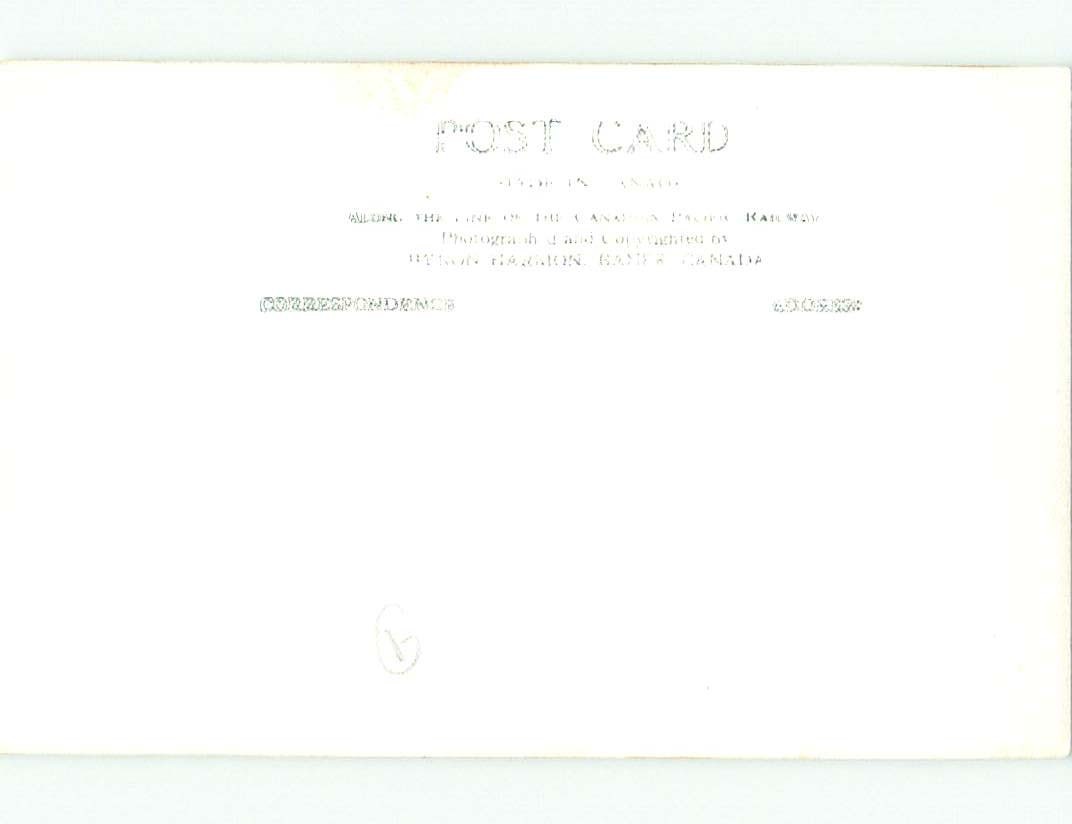 POST CARD
MADE IN CANADA
ALONG THE LINE OF THE CANADIAN PACIFIC RAILWAY
Photographed and Copyrighted by
BYRON HARMON, BANFF, CANADA
CORRESPONDENCE ADDRESS